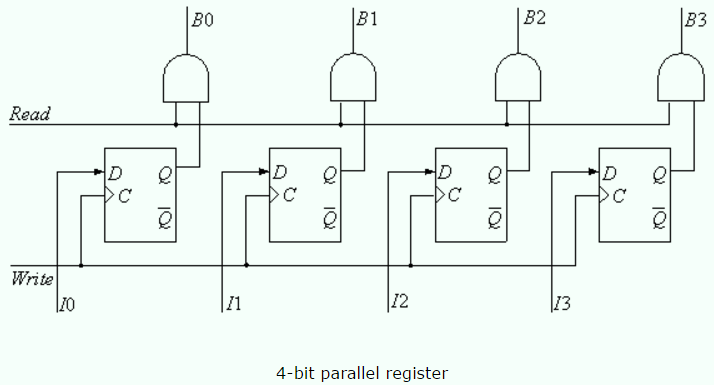 B0 B1 B2 B3
Read
D Q D Q D Q D Q
C C C C
Q̅ Q̅ Q̅ Q̅
Write
I0 I1 I2 I3
4-bit parallel register